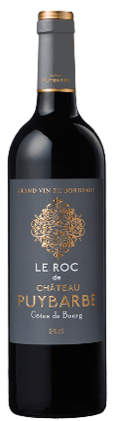 GRAND VIN DE BORDEAUX
LE ROC
de
CHÂTEAU
PUYBARBE
Côtes de Bourg